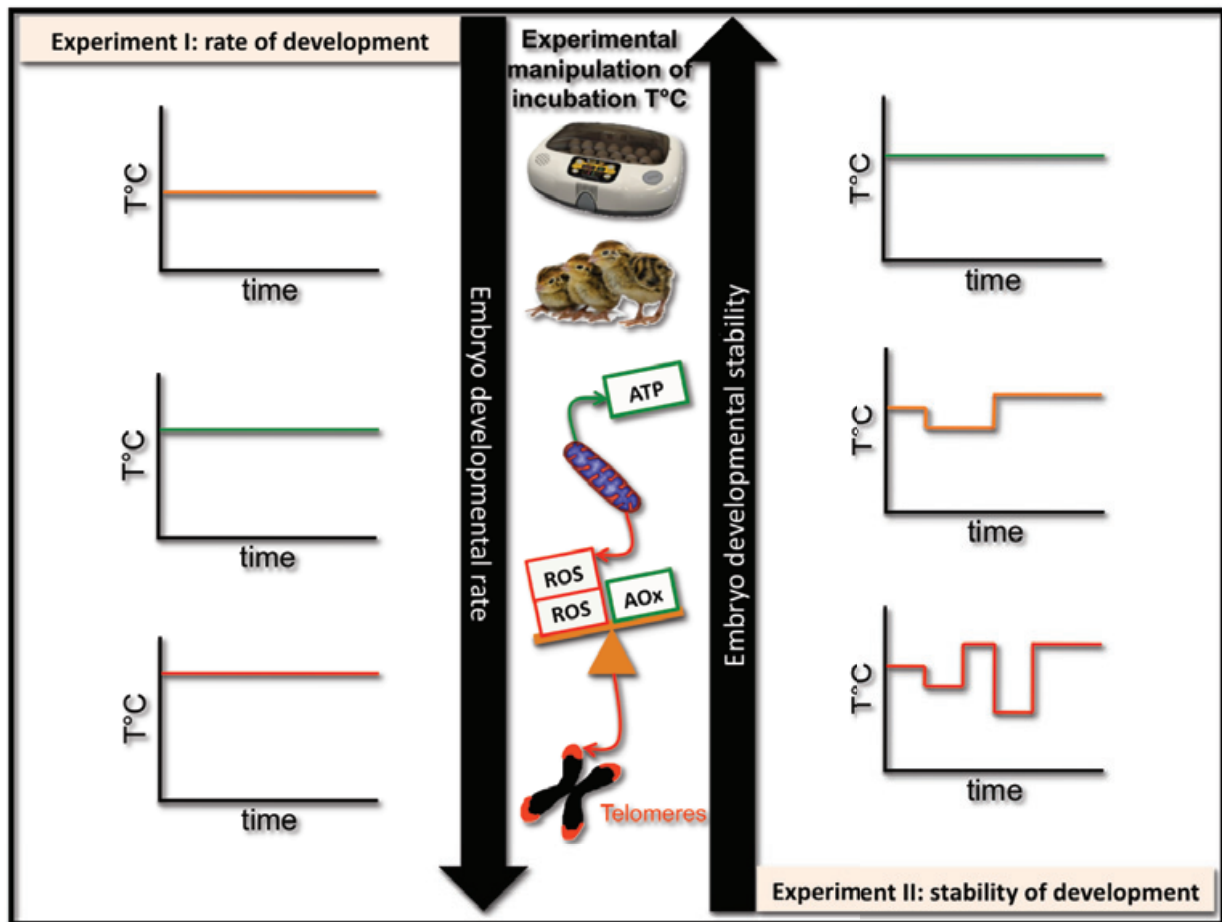 Experiment I: rate of development
T°C
time
T°C
time
T°C
time
Embryo developmental rate
Experimental
manipulation of
incubation T°C
ATP
ROS
ROS
AOx
Telomeres
Embryo developmental stability
T°C
time
T°C
time
T°C
time
Experiment II: stability of development